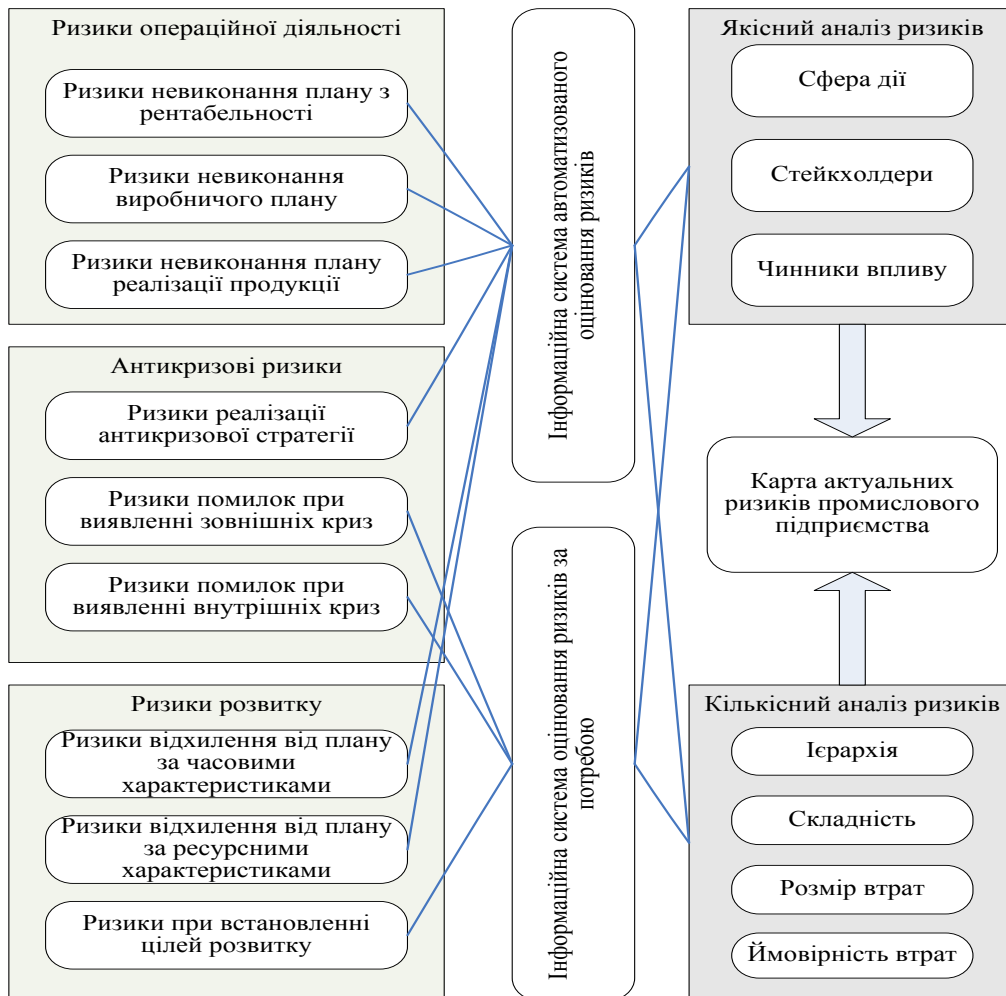 Ризики операційної діяльності
Ризики невиконання плану з
рентабельності
Ризики невиконання
виробничого плану
Ризики невиконання плану
реалізації продукції
Антикризові ризики
Ризики реалізації
антикризової стратегії
Ризики помилок при
виявленні зовнішніх криз
Ризики помилок при
виявленні внутрішніх криз
Ризики розвитку
Ризики відхилення від плану
за часовими
характеристиками
Ризики відхилення від плану
за ресурсними
характеристиками
Ризики при встановленні
цілей розвитку
Інформаційна система автоматизованого
оцінювання ризиків
Інформаційна система оцінювання ризиків за
потребою
Якісний аналіз ризиків
Сфера дії
Стейкхолдери
Чинники впливу
Карта актуальних
ризиків промислового
підприємства
Кількісний аналіз ризиків
Ієрархія
Складність
Розмір втрат
Ймовірність втрат